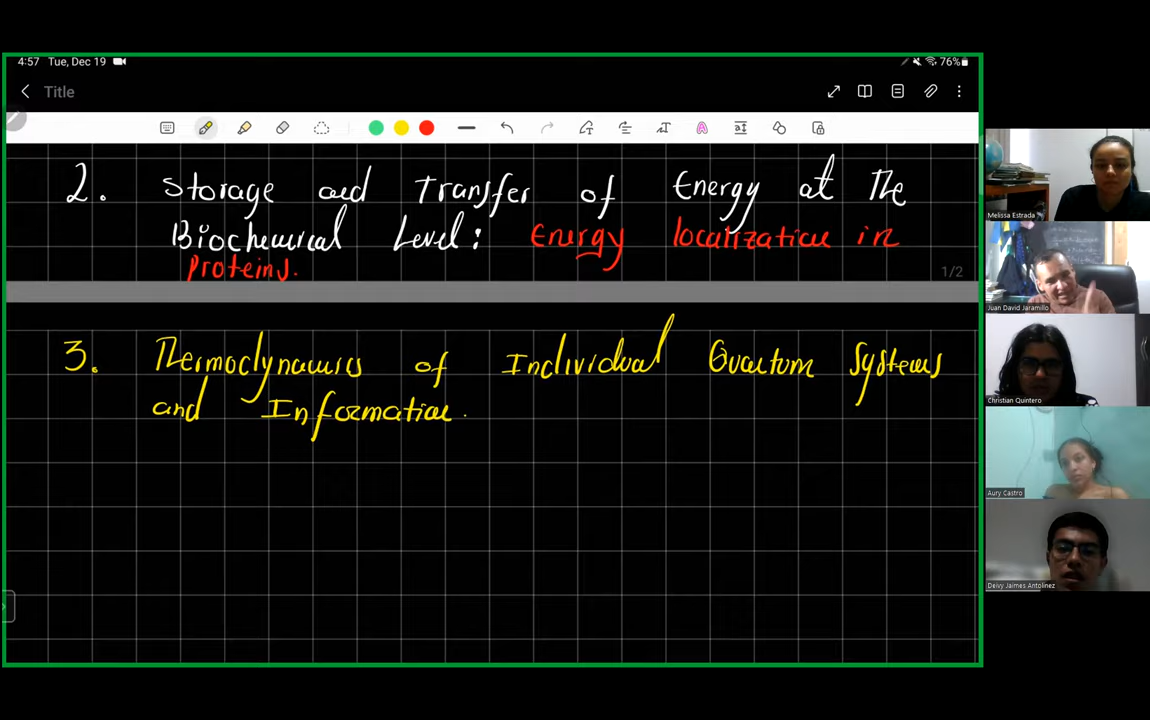 4:57 Tue, Dec 19
76%
Title
2. Storage and Transfer of Energy at The
Biochemical Level: Energy localization in
Proteins.
1/2
3. Thermodynamics of Individual Quantum Systems
and Information.
Melissa Estrada
Juan David Jaramillo
Christian Quintero
Aury Castro
Deivy Jaimes Antolinez